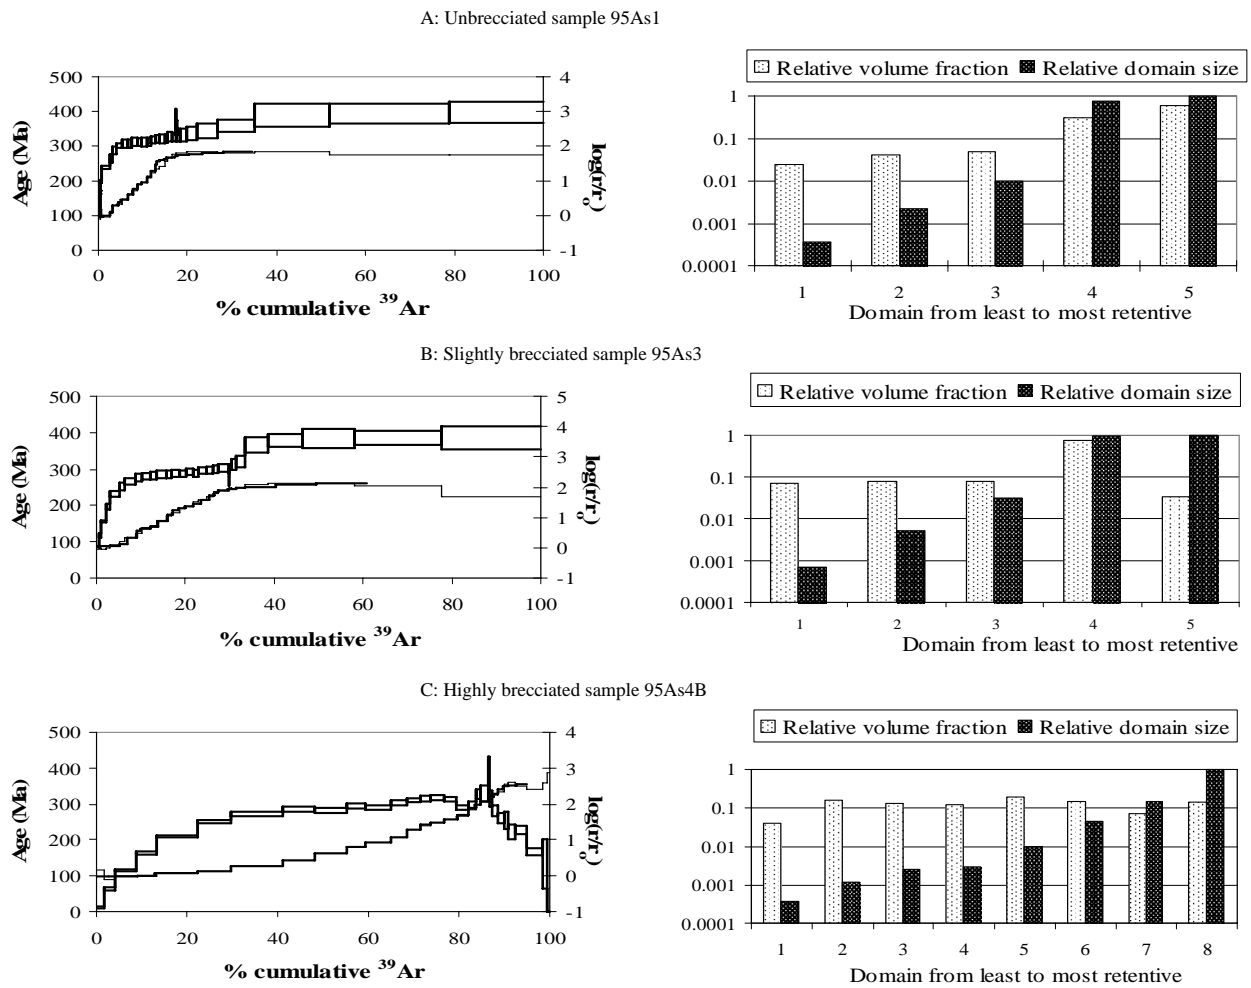 A: Unbrecciated sample 95As1
500
400
300
200
100
0
Age (Ma)
4
3
2
1
0
-1
log(r/ro)
0 20 40 60 80 100
% cumulative 39Ar
Relative volume fraction Relative domain size
1
0.1
0.01
0.001
0.0001
1 2 3 4 5
Domain from least to most retentive
B: Slightly brecciated sample 95As3
500
400
300
200
100
0
Age (Ma)
5
4
3
2
1
0
-1
log(r/ro)
0 20 40 60 80 100
% cumulative 39Ar
Relative volume fraction Relative domain size
1
0.1
0.01
0.001
0.0001
1 2 3 4 5
Domain from least to most retentive
C: Highly brecciated sample 95As4B
500
400
300
200
100
0
Age (Ma)
4
3
2
1
0
-1
log(r/ro)
0 20 40 60 80 100
% cumulative 39Ar
Relative volume fraction Relative domain size
1
0.1
0.01
0.001
0.0001
1 2 3 4 5 6 7 8
Domain from least to most retentive